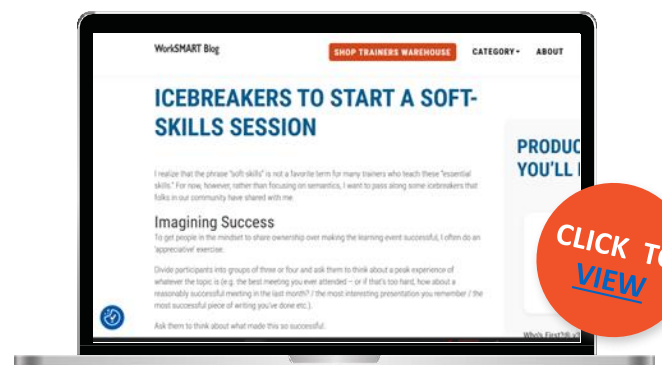 WorkSMART Blog
SHOP TRAINERS WAREHOUSE
CATEGORY
ABOUT
ICEBREAKERS TO START A SOFT-
SKILLS SESSION
I realize that the phrase "soft skills" is not a favorite term for many trainers who teach these "essential
skills." For now, however, rather than focusing on semantics, I want to pass along some icebreakers that
folks in our community have shared with me.
Imagining Success
To get people in the mindset to share ownership over making the learning event successful, I often do an
'appreciative' exercise.
Divide participants into groups of three or four and ask them to think about a peak experience of
whatever the topic is (e.g. the best meeting you ever attended – or if that's too hard, how about a
reasonably successful meeting in the last month? / the most interesting presentation you remember / the
most successful piece of writing you've done etc.).
Ask them to think about what made this so successful.
PRODUC
YOU'LL
CLICK TO
VIEW
Who's First?®